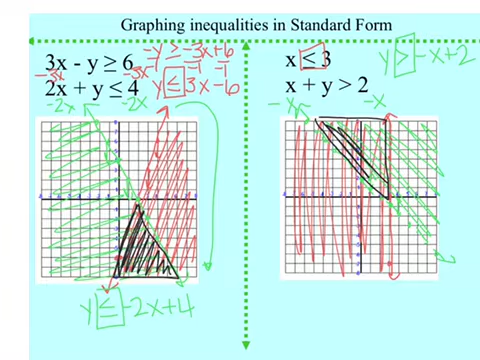 Graphing inequalities in Standard Form
3x - y ≥ 6
-3x -3x
2x + y ≤ 4
-2x -2x
-y ≥ -3x+6
-1 -1 -1
y ≤ 3x-6
y ≤ -2x+4
x ≤ 3
x + y > 2
-x -x
y > -x+2